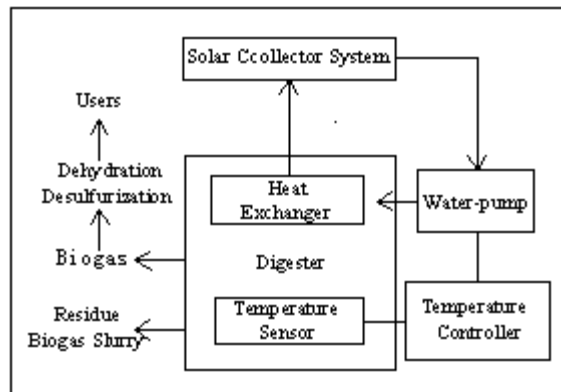 Solar Ccollector System
Users
Dehydration
Desulfurization
Heat
Exchanger
Water-pump
Biogas
Digester
Residue
Biogas Slurry
Temperature
Sensor
Temperature
Controller